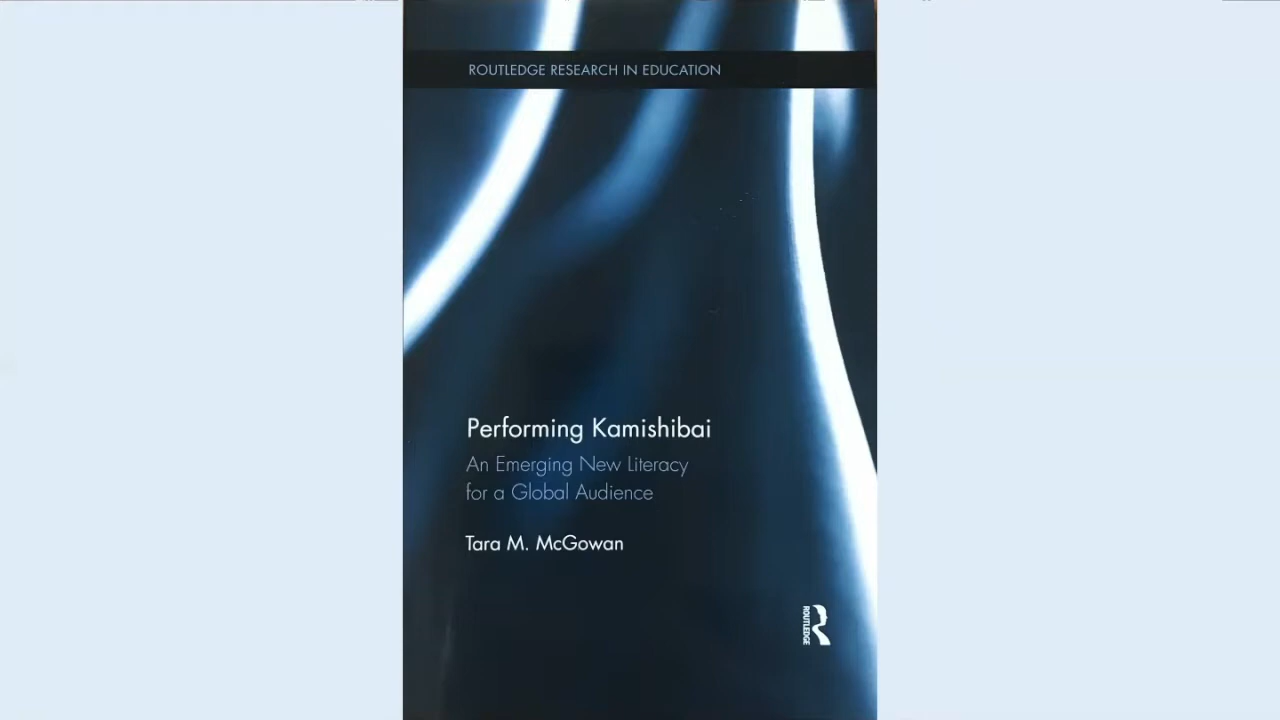 ROUTLEDGE RESEARCH IN EDUCATION
Performing Kamishibai
An Emerging New Literacy
for a Global Audience
Tara M. McGowan
ROUTLEDGE